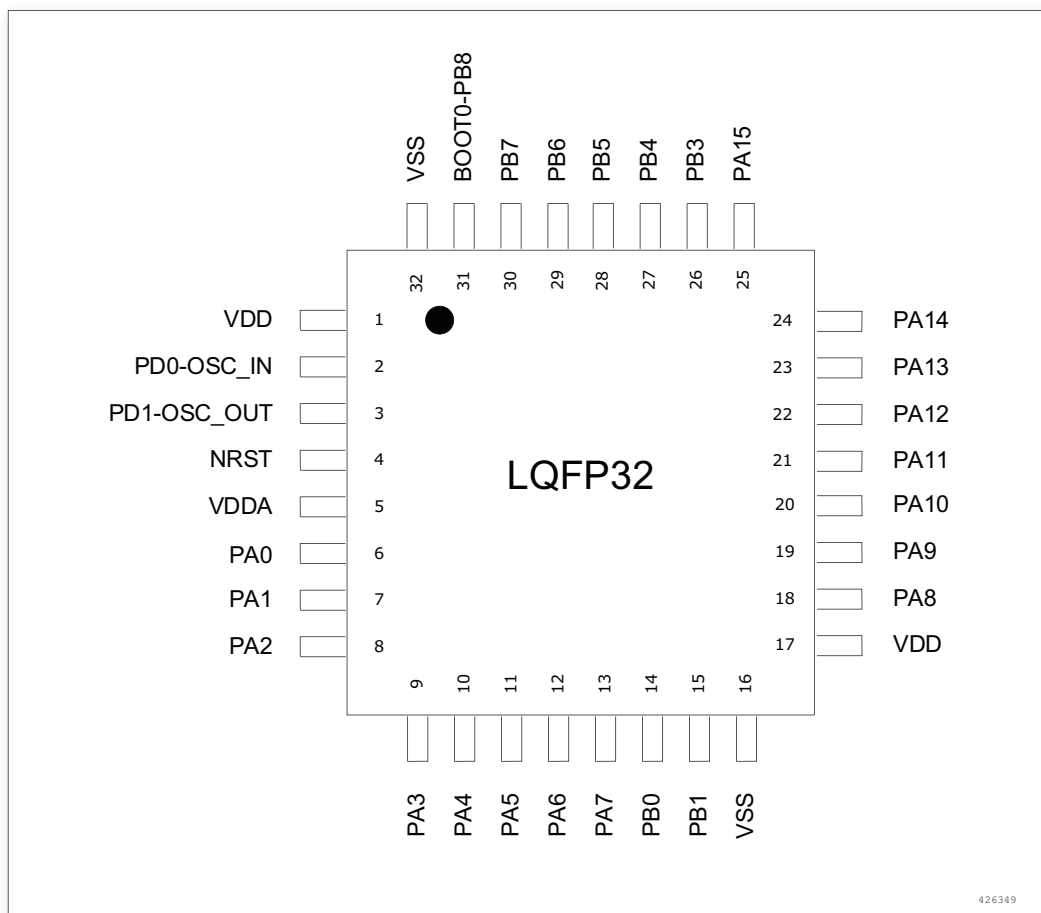 VSS
BOOT0-PB8
PB7
PB6
PB5
PB4
PB3
PA15
32
31
30
29
28
27
26
25
VDD
1
24
PA14
PD0-OSC_IN
2
23
PA13
PD1-OSC_OUT
3
22
PA12
NRST
4
21
PA11
LQFP32
VDDA
5
20
PA10
PA0
6
19
PA9
PA1
7
18
PA8
PA2
8
17
VDD
9
10
11
12
13
14
15
16
PA3
PA4
PA5
PA6
PA7
PB0
PB1
VSS
426349